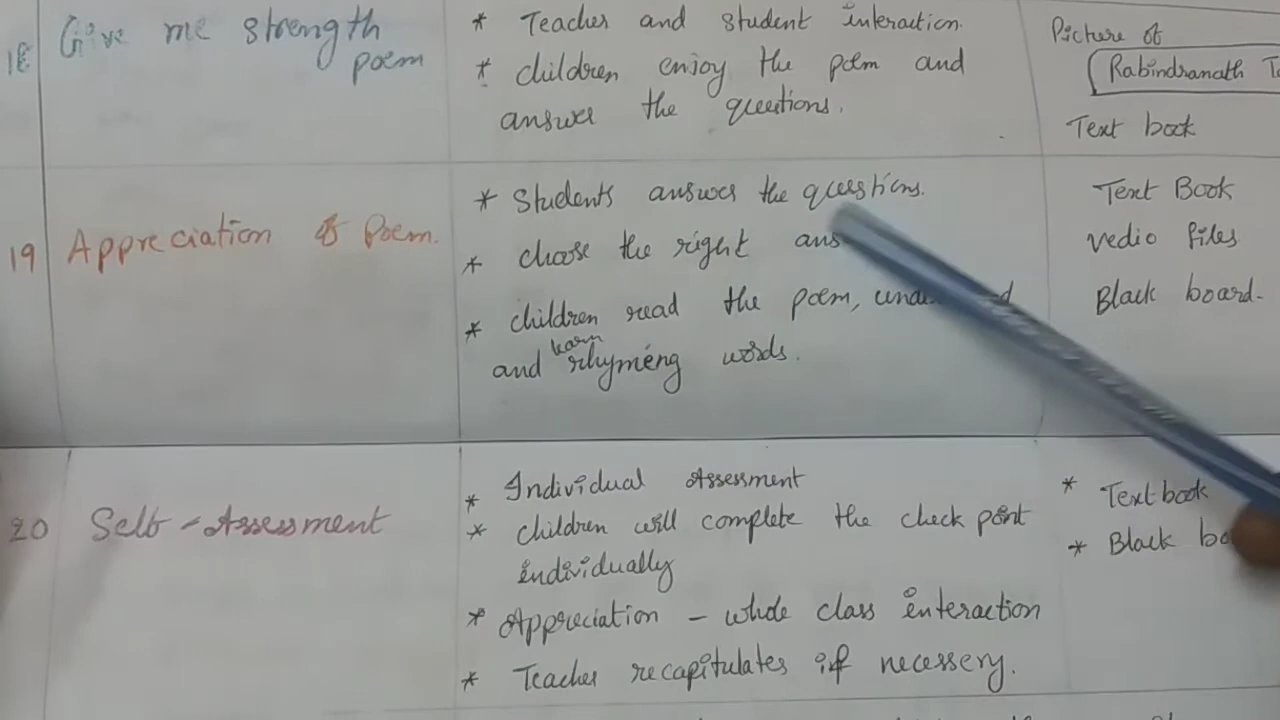 18
Give me strength
poem
* Teacher and student interaction.
* children enjoy the poem and
answer the questions.
Picture of
Rabindranath
Text book
19
Appreciation of Poem.
* Students answer the questions.
* choose the right
* children read the poem,
learn
and rhyming words.
Text Book
vedio files
Black board.
20
Self - Assessment
* Individual Assessment
* children will complete the check point
individually
* Appreciation - whole class interaction
* Teacher recapitulates if necessery.
* Textbook
* Black